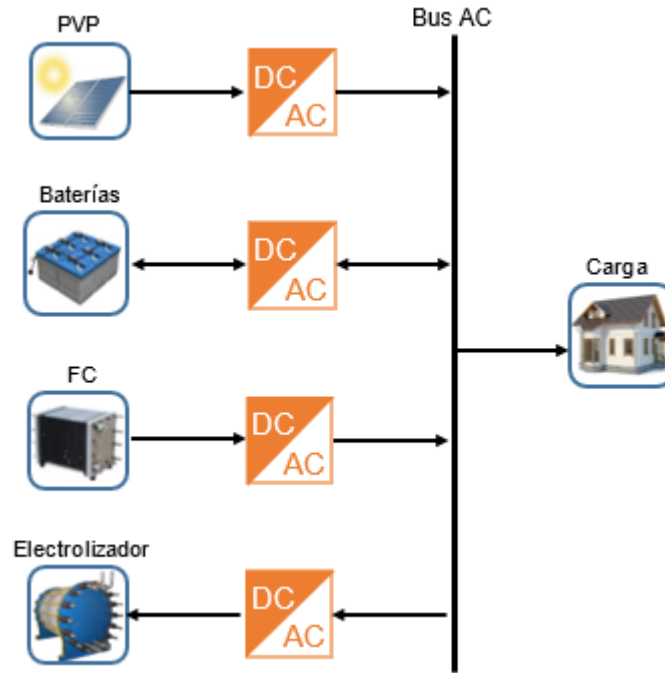 PVP
Bus AC
DC
AC
Baterías
DC
AC
Carga
FC
DC
AC
Electrolizador
DC
AC